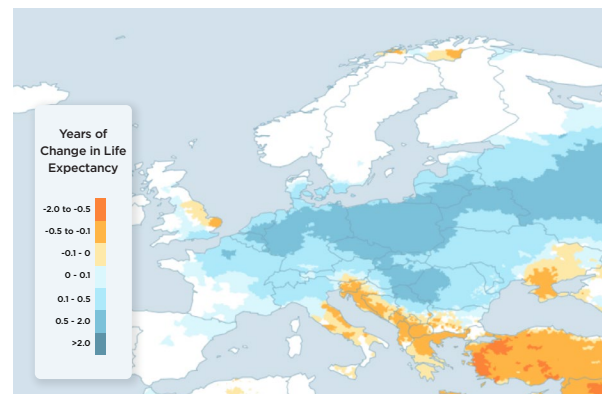 Years of
Change in Life
Expectancy
-2.0 to -0.5
-0.5 to -0.1
-0.1 - 0
0 - 0.1
0.1 - 0.5
0.5 - 2.0
>2.0